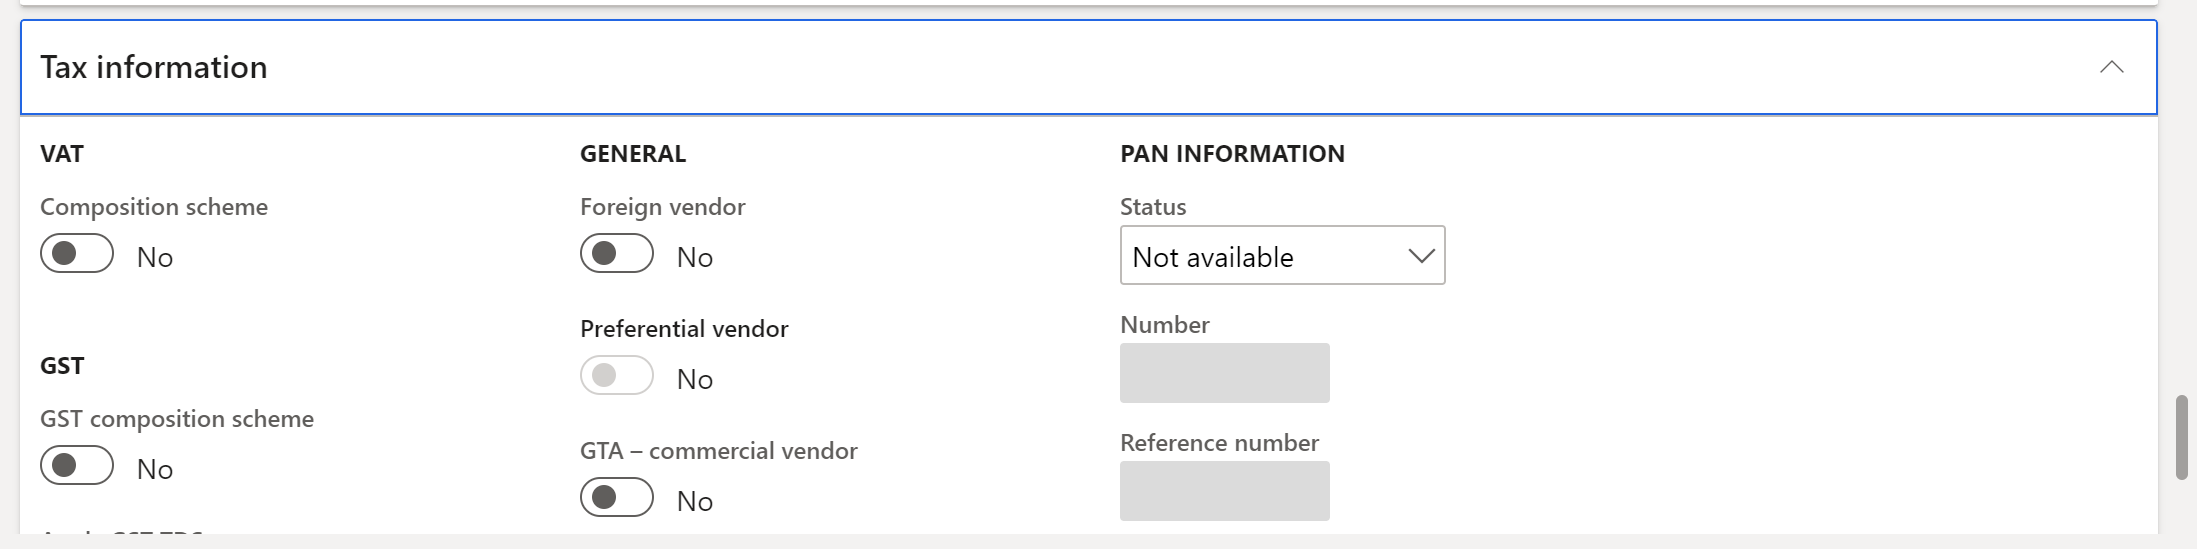 Tax information
VAT
Composition scheme
No
GST
GST composition scheme
No
GENERAL
Foreign vendor
No
Preferential vendor
No
GTA – commercial vendor
No
PAN INFORMATION
Status
Not available
Number
Reference number